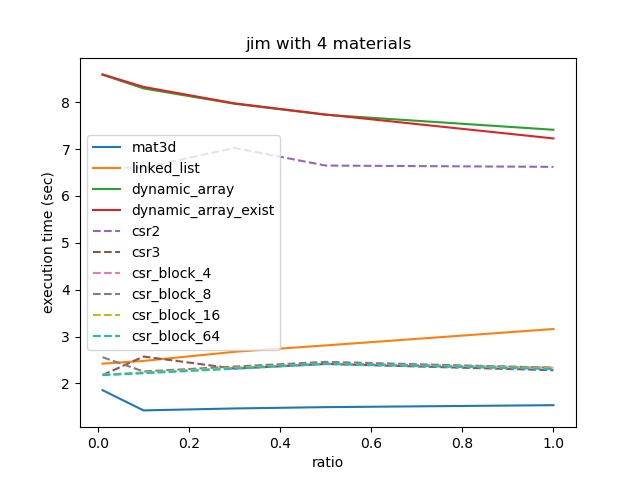 jim with 4 materials
execution time (sec)
8
7
6
5
4
3
2
mat3d
linked_list
dynamic_array
dynamic_array_exist
csr2
csr3
csr_block_4
csr_block_8
csr_block_16
csr_block_64
0.0 0.2 0.4 0.6 0.8 1.0
ratio